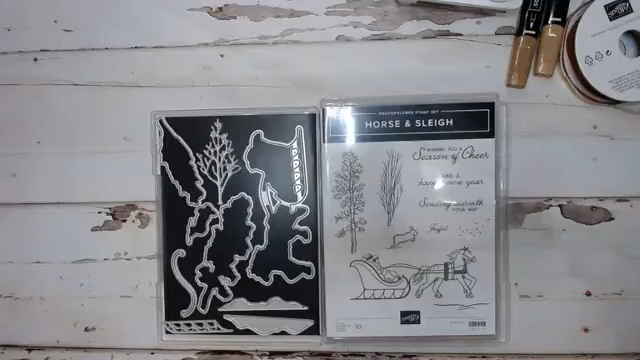 PHOTOPOLYMER STAMP SET
HORSE & SLEIGH
WISHING YOU A
Season of Cheer
AND A
happy new year
Sending warmth
YOUR WAY
Joyful
10